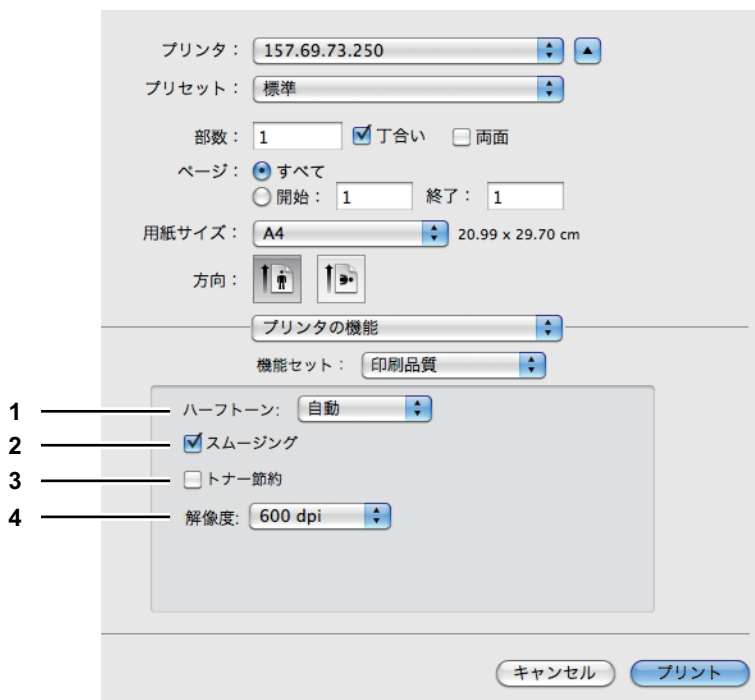 プリンタ： 157.69.73.250
プリセット： 標準
部数： 1 丁合い 両面
ページ： すべて
開始： 1 終了： 1
用紙サイズ： A4 20.99 x 29.70 cm
方向：
プリンタの機能
機能セット： 印刷品質
1 ハーフトーン: 自動
2 スムージング
3 トナー節約
4 解像度: 600 dpi
キャンセル プリント